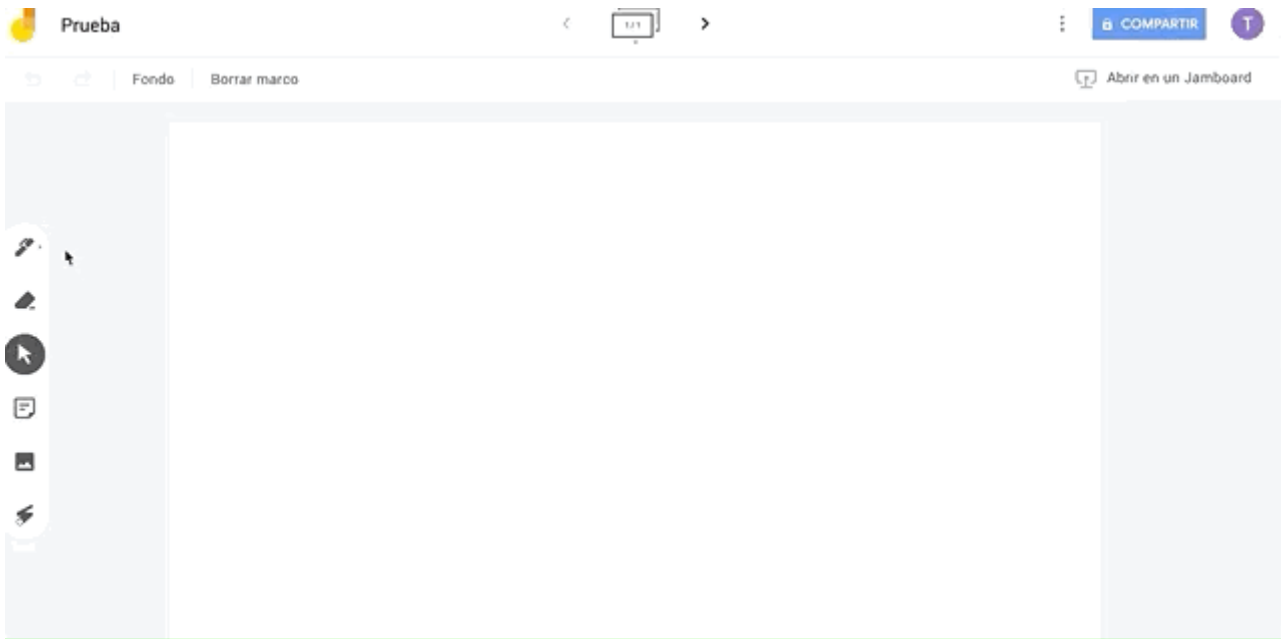 Prueba
1/1
COMPARTIR
T
Fondo
Borrar marco
Abrir en un Jamboard